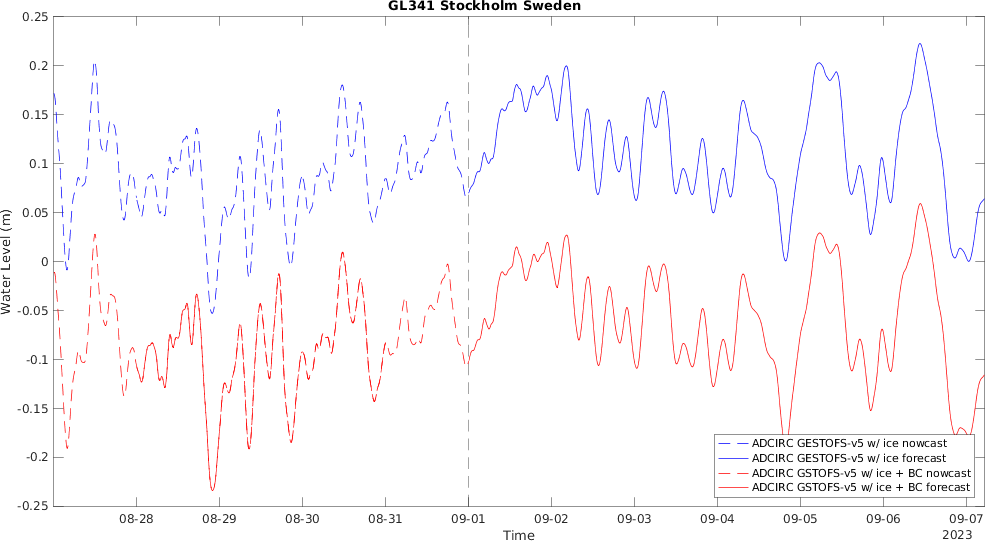 GL341 Stockholm Sweden
0.25
0.2
0.15
0.1
0.05
0
-0.05
-0.1
-0.15
-0.2
-0.25
Water Level (m)
ADCIRC GESTOFS-v5 w/ ice nowcast
ADCIRC GESTOFS-v5 w/ ice forecast
ADCIRC GSTOFS-v5 w/ ice + BC nowcast
ADCIRC GSTOFS-v5 w/ ice + BC forecast
08-28 08-29 08-30 08-31 09-01 09-02 09-03 09-04 09-05 09-06 09-07
Time
2023